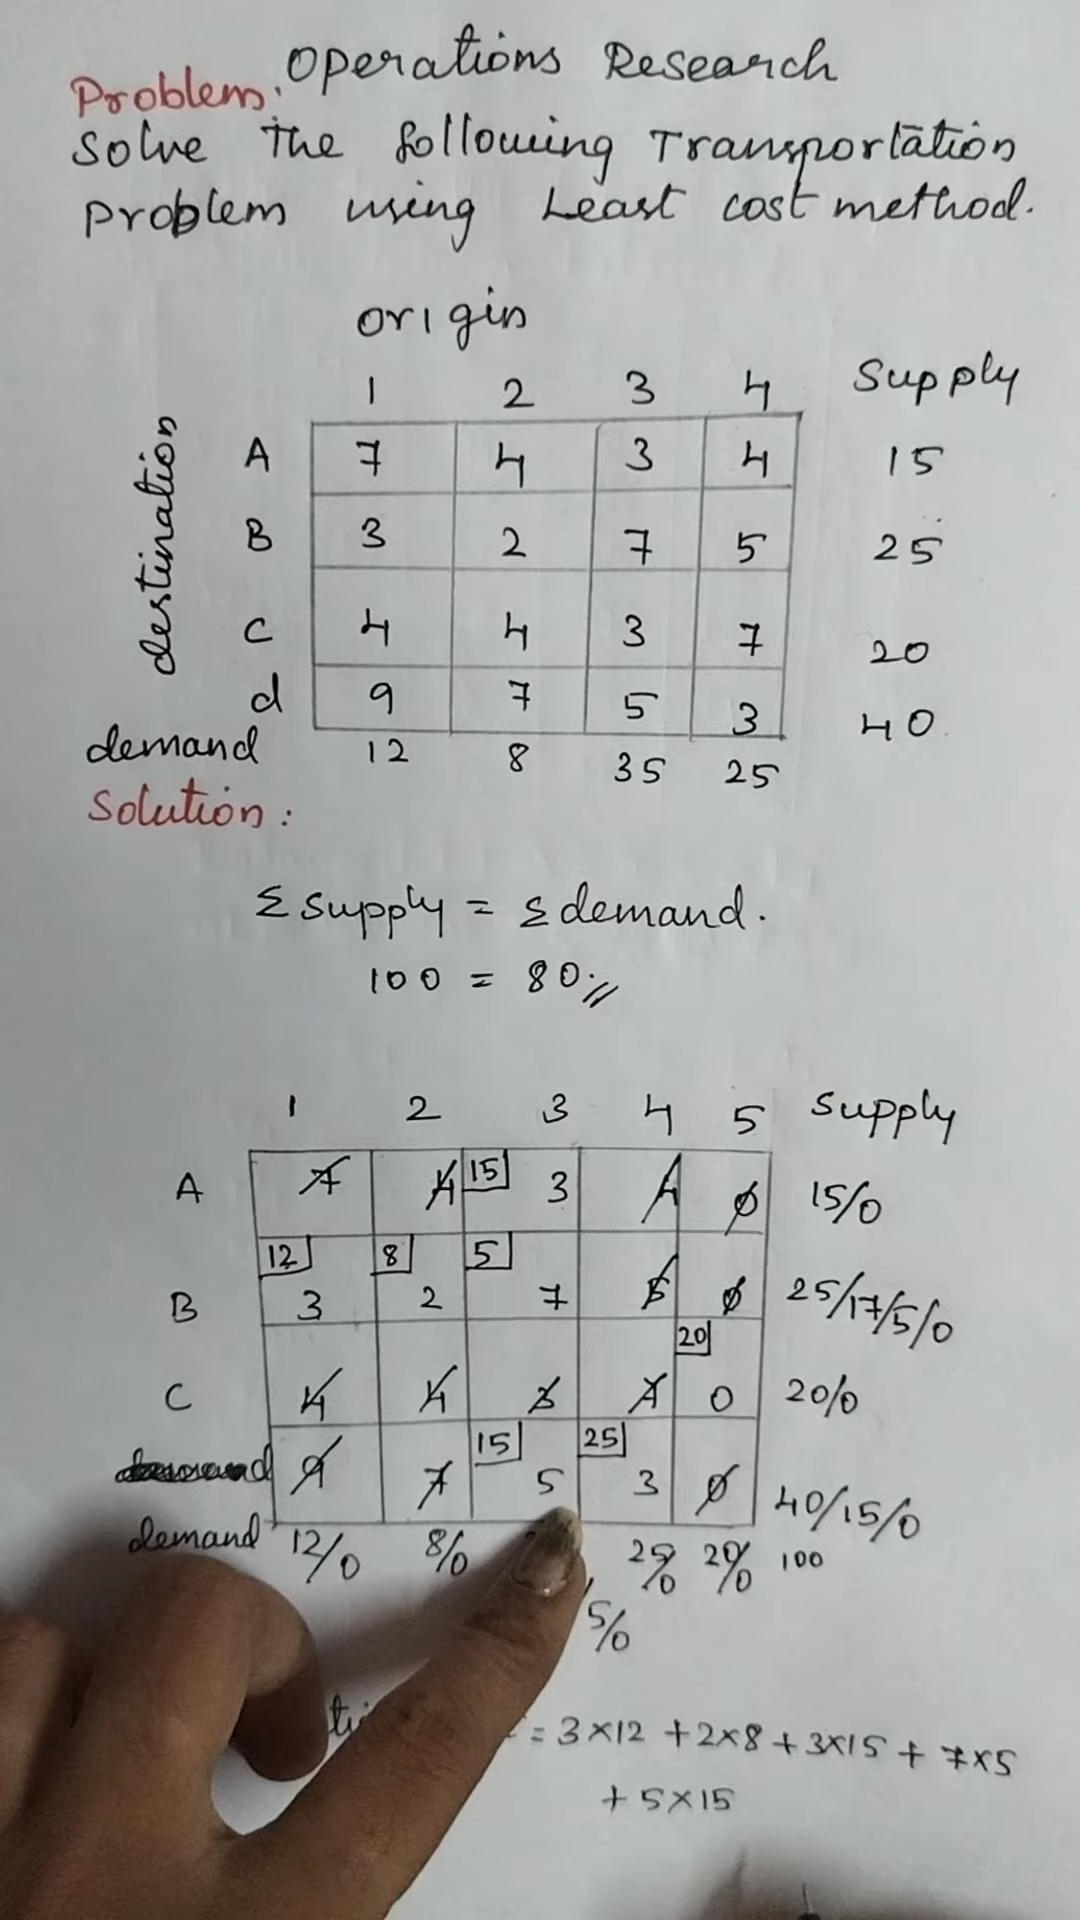 Operations Research
Problem:
Solve The following Transportation
Problem using Least cost method.
origin
1 2 3 4 Supply
destination
A 7 4 3 4 15
B 3 2 7 5 25
C 4 4 3 7 20
d 9 7 5 3 40
demand 12 8 35 25
Solution:
Σ Supply = Σ demand.
100 = 80.//
1 2 3 4 5 Supply
A 7 4 15 3 4 0 15/0
B 12 3 8 2 5 7 5 0 25/17/5/0
C 4 4 3 7 20 0 20/0
d 9 7 15 5 25 3 0 40/15/0
demand 12/0 8/0 25/0 20/0 100
5/0
= 3×12 + 2×8 + 3×15 + 7×5
+ 5×15